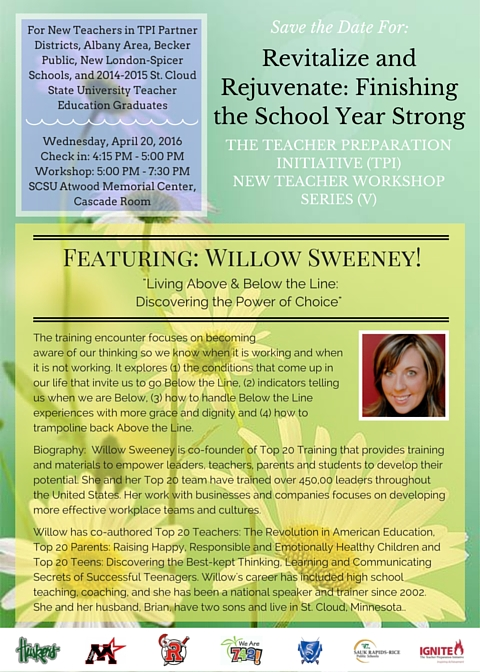 For New Teachers in TPI Partner
Districts, Albany Area, Becker
Public, New London-Spicer
Schools, and 2014-2015 St. Cloud
State University Teacher
Education Graduates
Wednesday, April 20, 2016
Check in: 4:15 PM - 5:00 PM
Workshop: 5:00 PM - 7:30 PM
SCSU Atwood Memorial Center,
Cascade Room
Save the Date For:
Revitalize and
Rejuvenate: Finishing
the School Year Strong
THE TEACHER PREPARATION
INITIATIVE (TPI)
NEW TEACHER WORKSHOP
SERIES (V)
FEATURING: WILLOW SWEENEY!
"Living Above & Below the Line:
Discovering the Power of Choice"
The training encounter focuses on becoming
aware of our thinking so we know when it is working and when
it is not working. It explores (1) the conditions that come up in
our life that invite us to go Below the Line, (2) indicators telling
us when we are Below, (3) how to handle Below the Line
experiences with more grace and dignity and (4) how to
trampoline back Above the Line.
Biography: Willow Sweeney is co-founder of Top 20 Training that provides training
and materials to empower leaders, teachers, parents and students to develop their
potential. She and her Top 20 team have trained over 450,00 leaders throughout
the United States. Her work with businesses and companies focuses on developing
more effective workplace teams and cultures.
Willow has co-authored Top 20 Teachers: The Revolution in American Education,
Top 20 Parents: Raising Happy, Responsible and Emotionally Healthy Children and
Top 20 Teens: Discovering the Best-kept Thinking, Learning and Communicating
Secrets of Successful Teenagers. Willow's career has included high school
teaching, coaching, and she has been a national speaker and trainer since 2002.
She and her husband, Brian, have two sons and live in St. Cloud, Minnesota..
Huskies
M
R
We Are
742!
S
SAUK RAPIDS-RICE
Public Schools
IGNITE